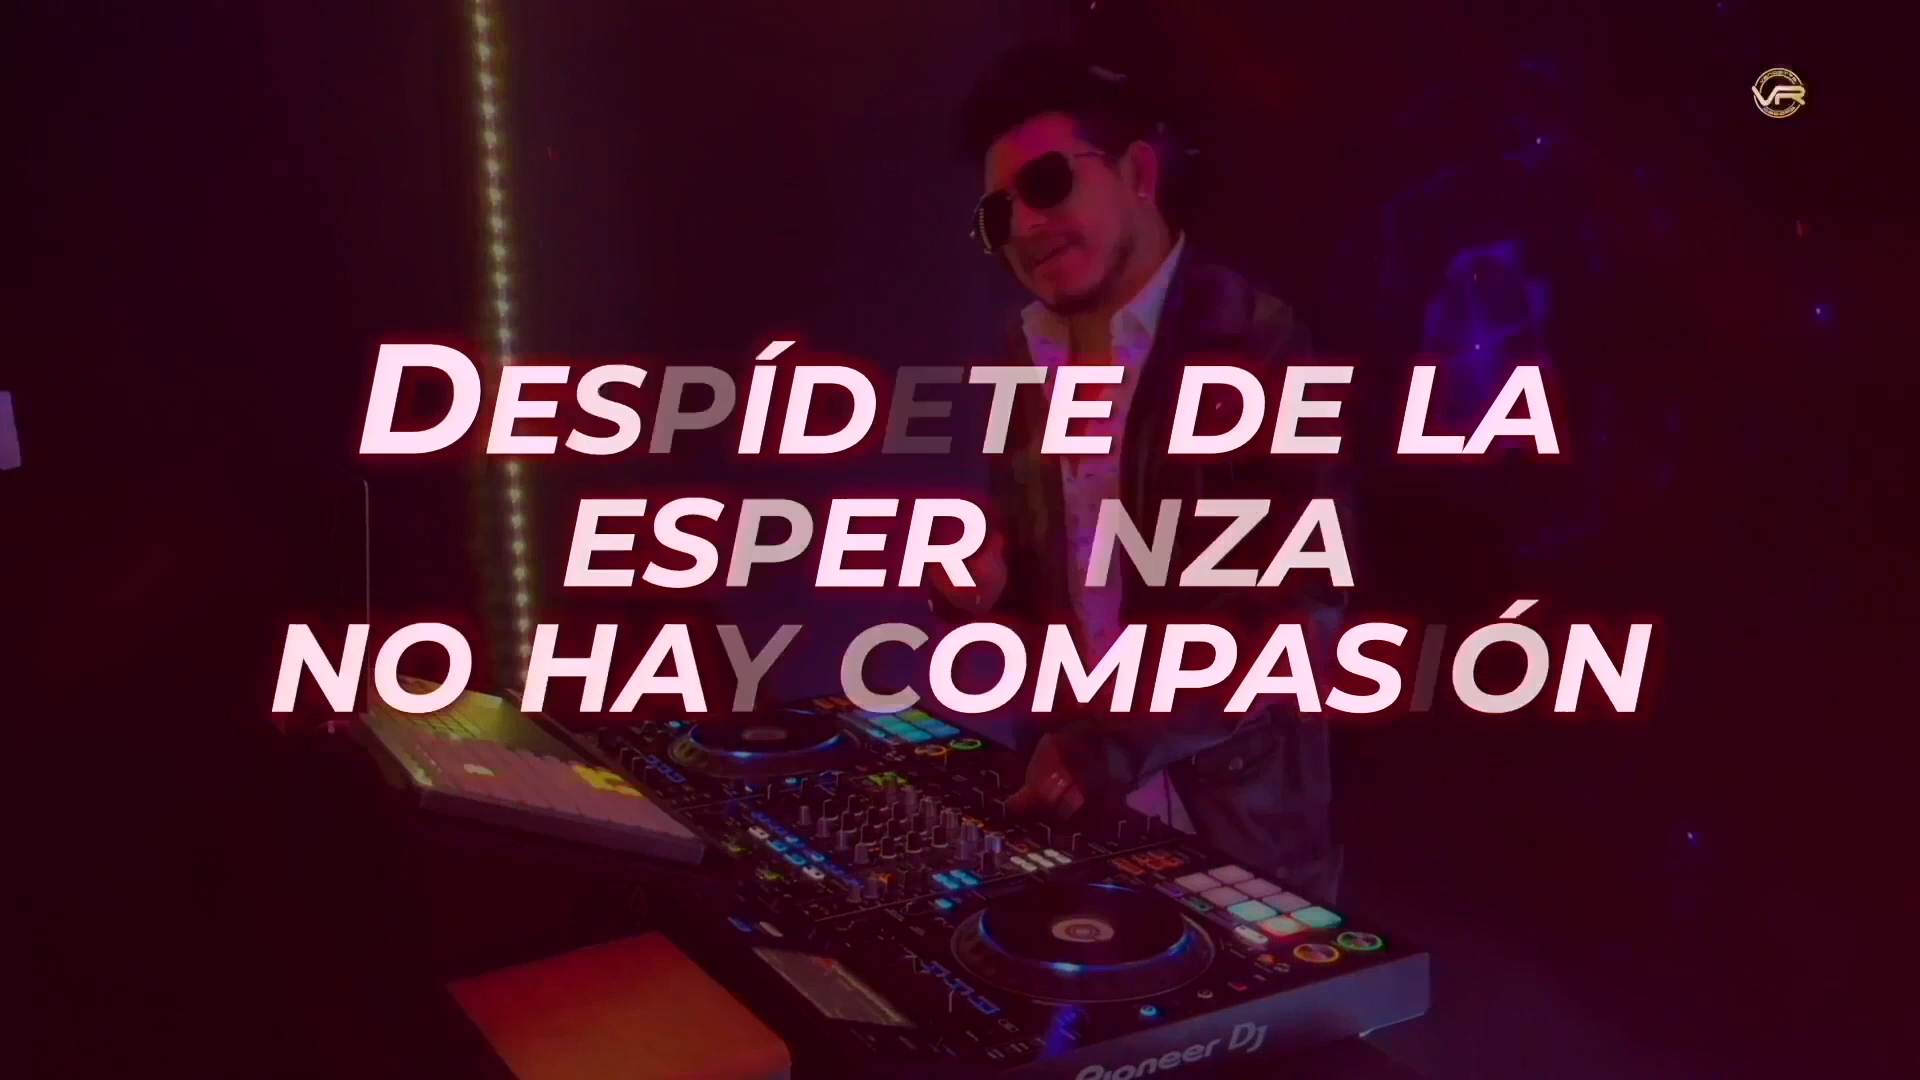 VR
DESPÍDETE DE LA
ESPER NZA
NO HAY COMPASIÓN
Pioneer DJ